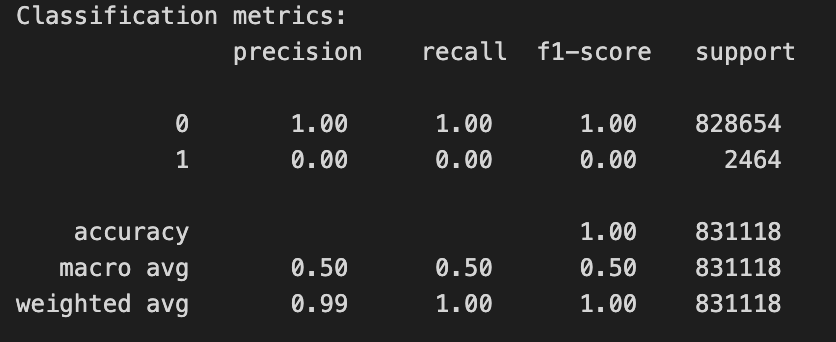 Classification metrics:
precision recall f1-score support
0 1.00 1.00 1.00 828654
1 0.00 0.00 0.00 2464
accuracy 1.00 831118
macro avg 0.50 0.50 0.50 831118
weighted avg 0.99 1.00 1.00 831118